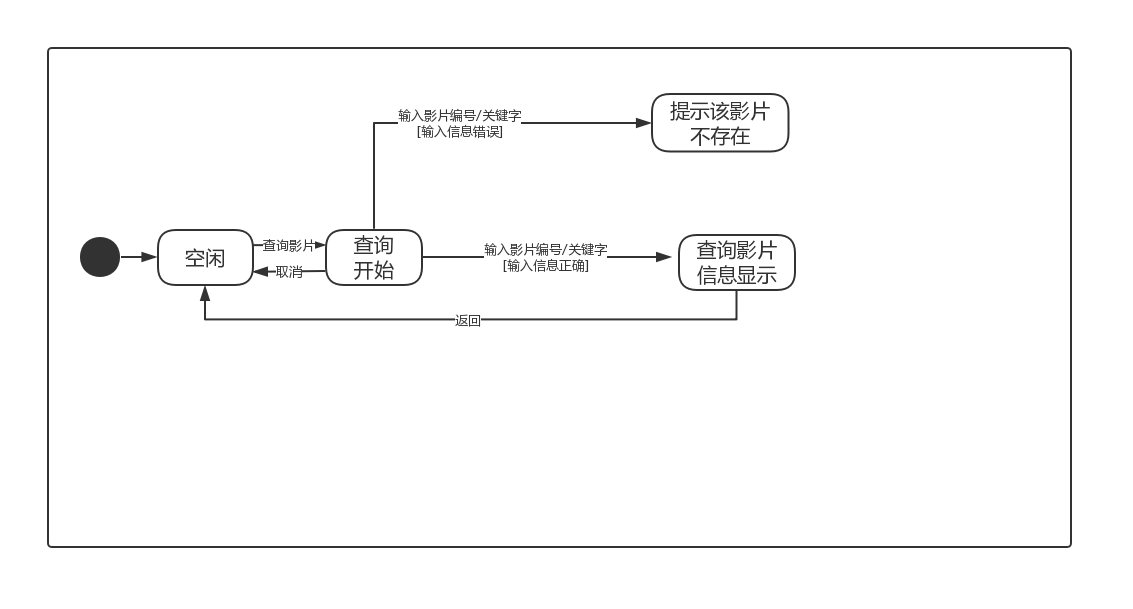 输入影片编号/关键字
[输入信息错误]
提示该影片
不存在
空闲
查询影片
取消
查询
开始
输入影片编号/关键字
[输入信息正确]
查询影片
信息显示
返回